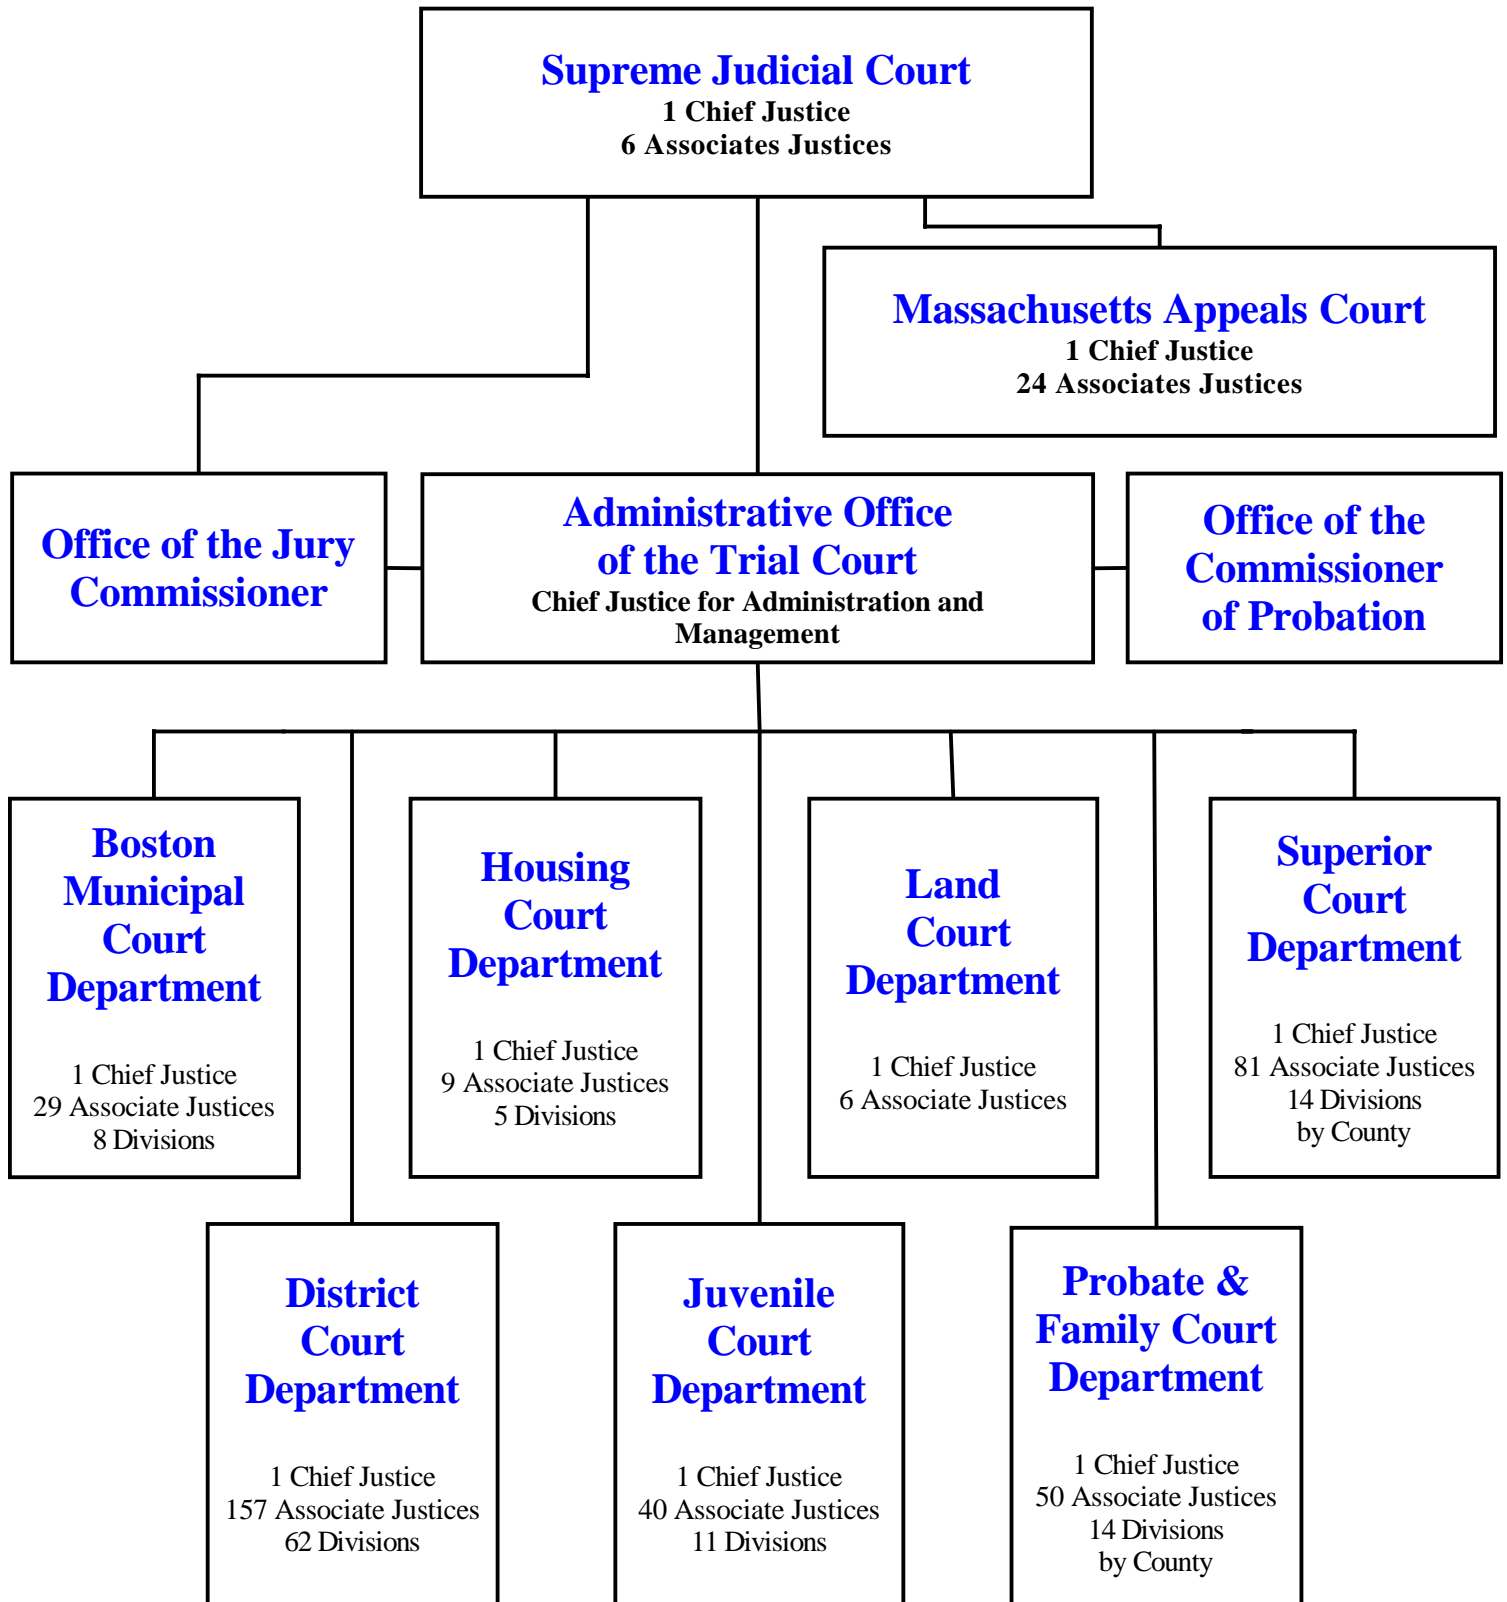 Supreme Judicial Court
1 Chief Justice
6 Associates Justices
Massachusetts Appeals Court
1 Chief Justice
24 Associates Justices
Office of the Jury
Commissioner
Administrative Office
of the Trial Court
Chief Justice for Administration and
Management
Office of the
Commissioner
of Probation
Boston
Municipal
Court
Department
1 Chief Justice
29 Associate Justices
8 Divisions
Housing
Court
Department
1 Chief Justice
9 Associate Justices
5 Divisions
Land
Court
Department
1 Chief Justice
6 Associate Justices
Superior
Court
Department
1 Chief Justice
81 Associate Justices
14 Divisions
by County
District
Court
Department
1 Chief Justice
157 Associate Justices
62 Divisions
Juvenile
Court
Department
1 Chief Justice
40 Associate Justices
11 Divisions
Probate &
Family Court
Department
1 Chief Justice
50 Associate Justices
14 Divisions
by County